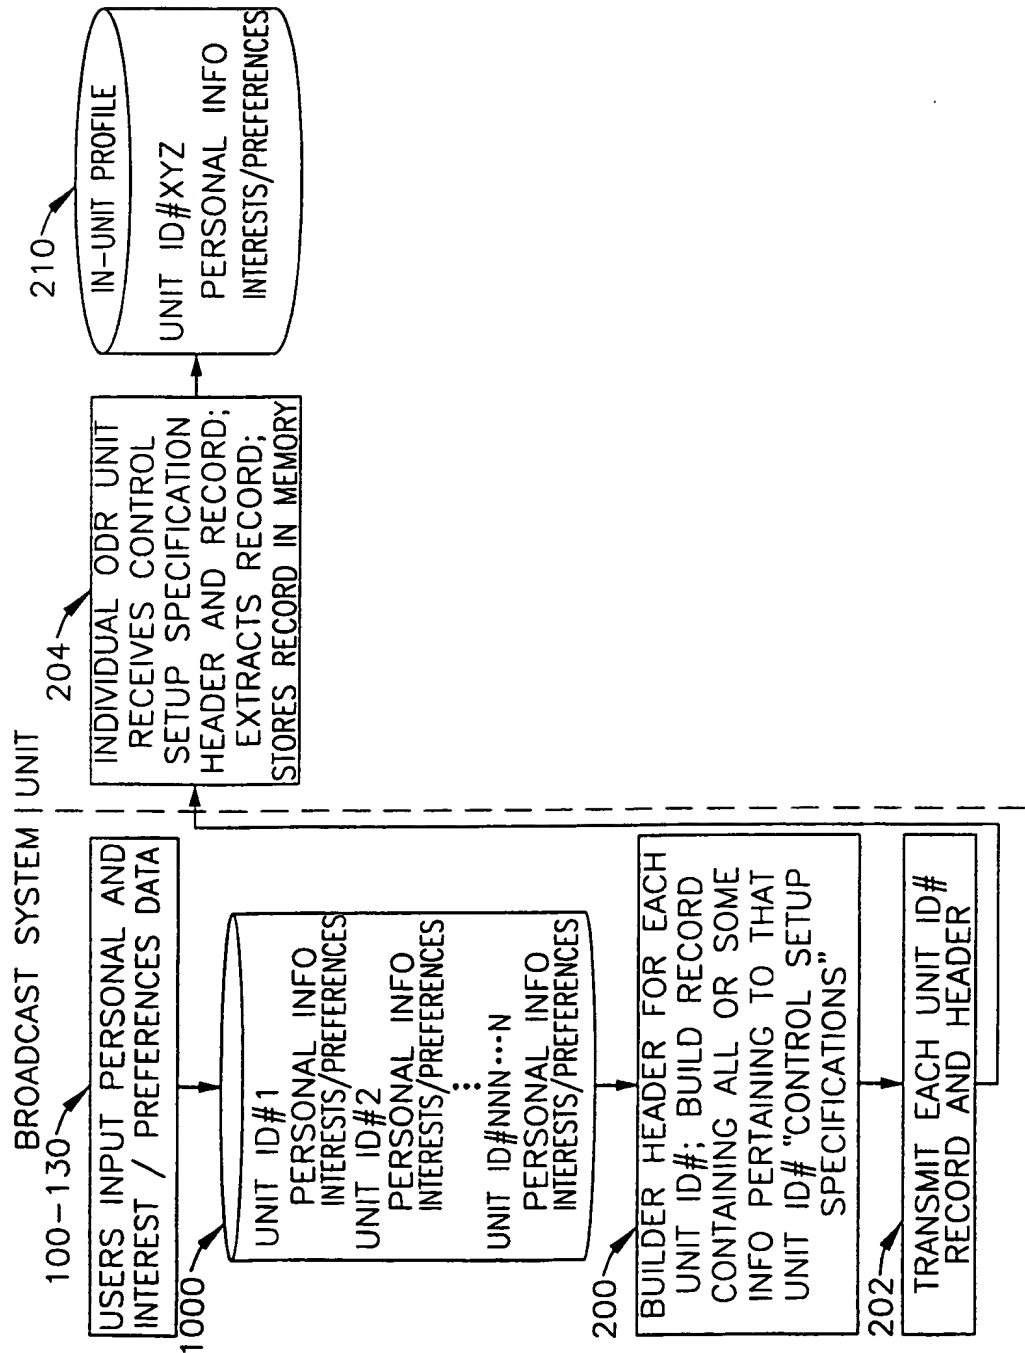 BROADCAST SYSTEM | UNIT
100-130
USERS INPUT PERSONAL AND
INTEREST / PREFERENCES DATA
1000
UNIT ID#1
PERSONAL INFO
INTERESTS/PREFERENCES
UNIT ID#2
PERSONAL INFO
INTERESTS/PREFERENCES
UNIT ID#NNN···N
PERSONAL INFO
INTERESTS/PREFERENCES
200
BUILDER HEADER FOR EACH
UNIT ID#; BUILD RECORD
CONTAINING ALL OR SOME
INFO PERTAINING TO THAT
UNIT ID# "CONTROL SETUP
SPECIFICATIONS"
202
TRANSMIT EACH UNIT ID#
RECORD AND HEADER
204
INDIVIDUAL ODR UNIT
RECEIVES CONTROL
SETUP SPECIFICATION
HEADER AND RECORD;
EXTRACTS RECORD;
STORES RECORD IN MEMORY
210
IN-UNIT PROFILE
UNIT ID#XYZ
PERSONAL INFO
INTERESTS/PREFERENCES